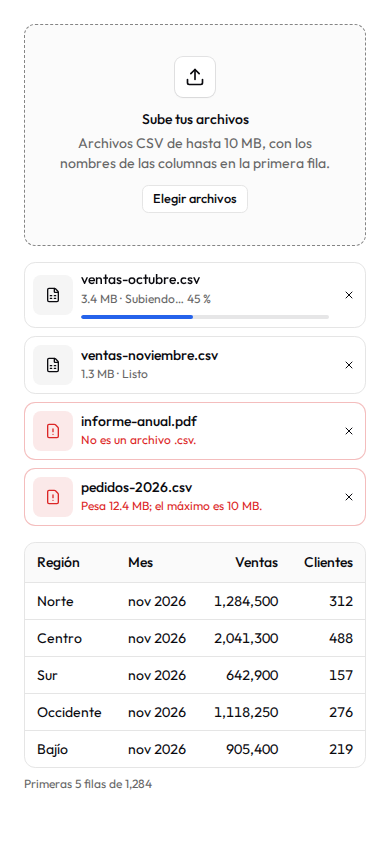 Sube tus archivos
Archivos CSV de hasta 10 MB, con los
nombres de las columnas en la primera fila.
Elegir archivos
ventas-octubre.csv
3.4 MB · Subiendo… 45 %
ventas-noviembre.csv
1.3 MB · Listo
informe-anual.pdf
No es un archivo .csv.
pedidos-2026.csv
Pesa 12.4 MB; el máximo es 10 MB.
Región Mes Ventas Clientes
Norte nov 2026 1,284,500 312
Centro nov 2026 2,041,300 488
Sur nov 2026 642,900 157
Occidente nov 2026 1,118,250 276
Bajío nov 2026 905,400 219
Primeras 5 filas de 1,284